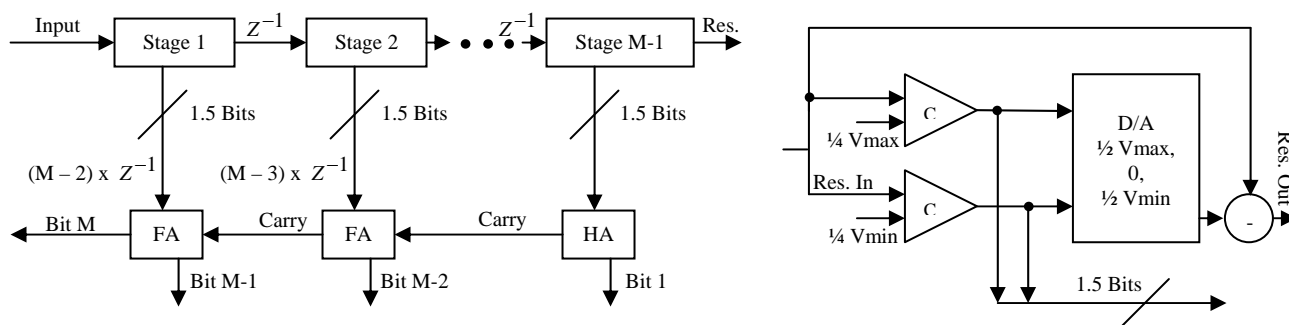 Input
Z⁻¹
Z⁻¹
Res.
Stage 1
Stage 2
Stage M-1
1.5 Bits
1.5 Bits
1.5 Bits
(M – 2) x Z⁻¹
(M – 3) x Z⁻¹
Bit M
FA
Carry
FA
Carry
HA
Bit M-1
Bit M-2
Bit 1
C
¼ Vmax
Res. In
C
¼ Vmin
D/A
½ Vmax,
0,
½ Vmin
Res. Out
-
1.5 Bits